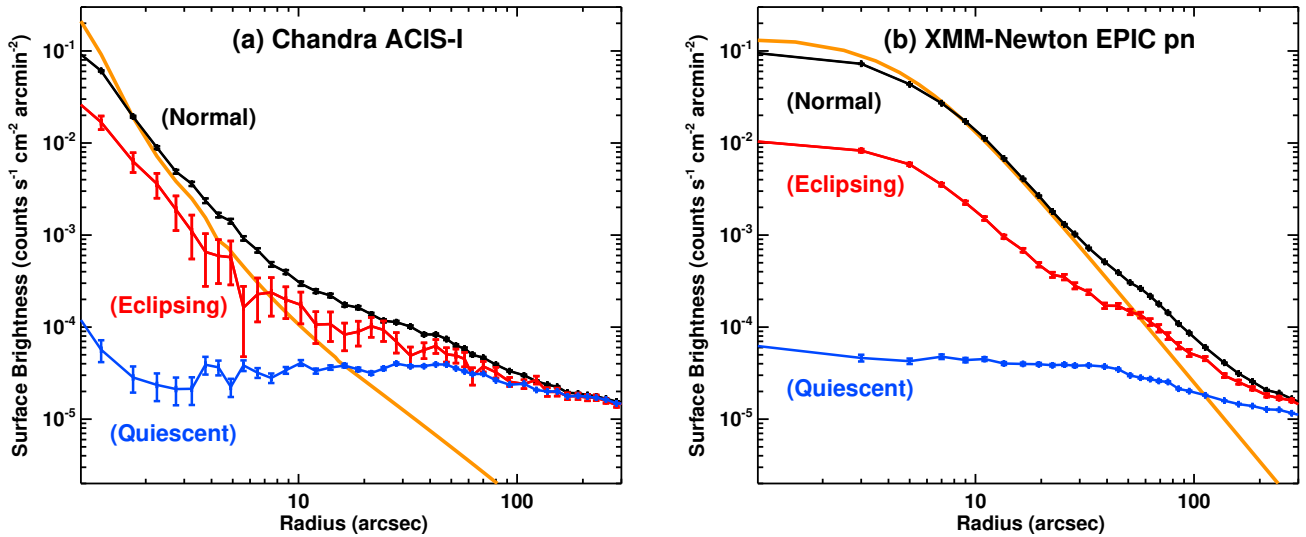 (a) Chandra ACIS-I
(Normal)
(Eclipsing)
(Quiescent)
10⁻¹
10⁻²
10⁻³
10⁻⁴
10⁻⁵
Surface Brightness (counts s⁻¹ cm⁻² arcmin⁻²)
10
100
Radius (arcsec)
(b) XMM-Newton EPIC pn
(Normal)
(Eclipsing)
(Quiescent)
10⁻¹
10⁻²
10⁻³
10⁻⁴
10⁻⁵
Surface Brightness (counts s⁻¹ cm⁻² arcmin⁻²)
10
100
Radius (arcsec)